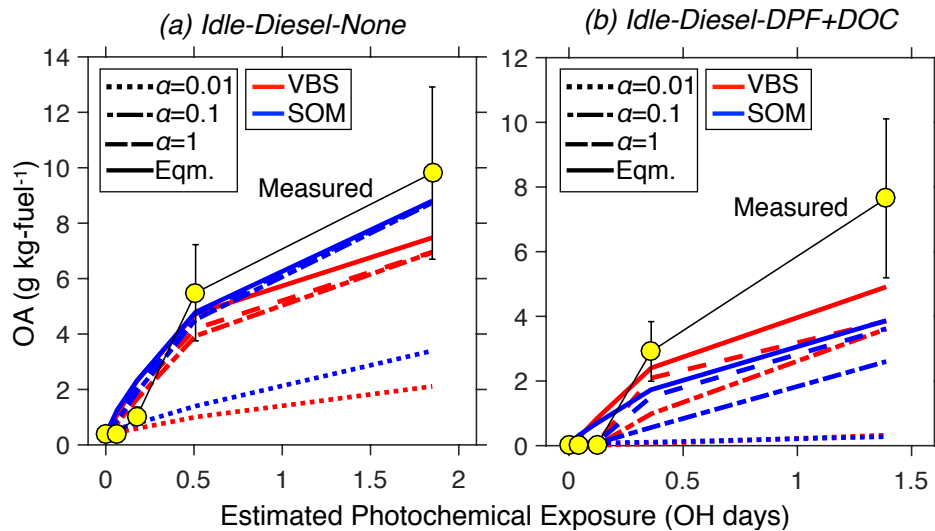 (a) Idle-Diesel-None
(b) Idle-Diesel-DPF+DOC
OA (g kg-fuel⁻¹)
14
12
10
8
6
4
2
0
α=0.01
α=0.1
α=1
Eqm.
VBS
SOM
Measured
0
0.5
1
1.5
2
12
10
8
6
4
2
0
α=0.01
α=0.1
α=1
Eqm.
VBS
SOM
Measured
0
0.5
1
1.5
Estimated Photochemical Exposure (OH days)